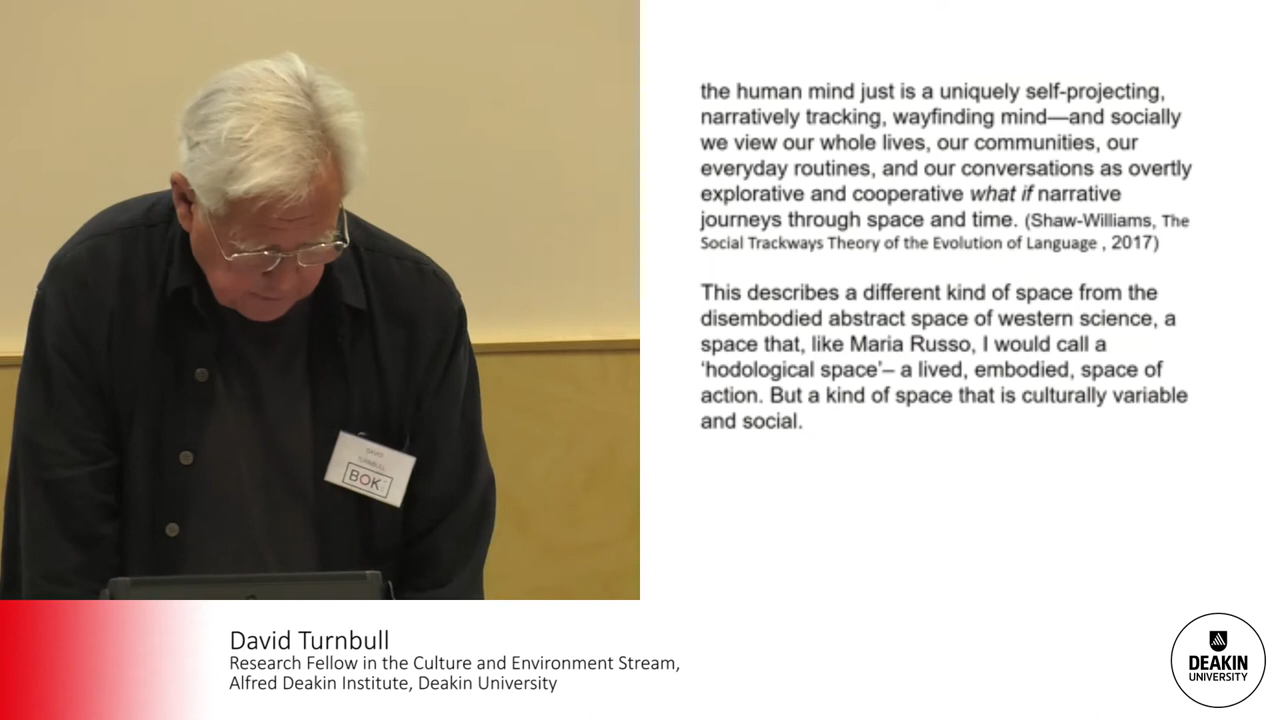 the human mind just is a uniquely self-projecting,
narratively tracking, wayfinding mind—and socially
we view our whole lives, our communities, our
everyday routines, and our conversations as overtly
explorative and cooperative what if narrative
journeys through space and time. (Shaw-Williams, The
Social Trackways Theory of the Evolution of Language , 2017)
This describes a different kind of space from the
disembodied abstract space of western science, a
space that, like Maria Russo, I would call a
‘hodological space’– a lived, embodied, space of
action. But a kind of space that is culturally variable
and social.
DAVID
TURNBULL
BOK
David Turnbull
Research Fellow in the Culture and Environment Stream,
Alfred Deakin Institute, Deakin University
DEAKIN
UNIVERSITY